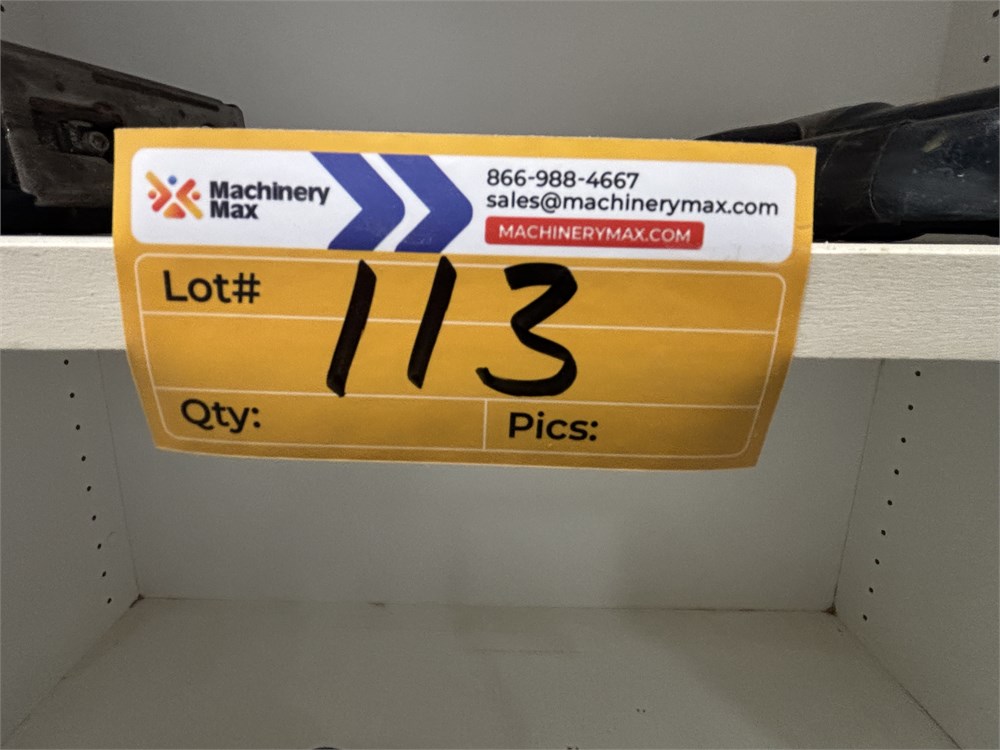 Machinery
Max
866-988-4667
sales@machinerymax.com
MACHINERYMAX.COM
Lot# 113
Qty:
Pics: